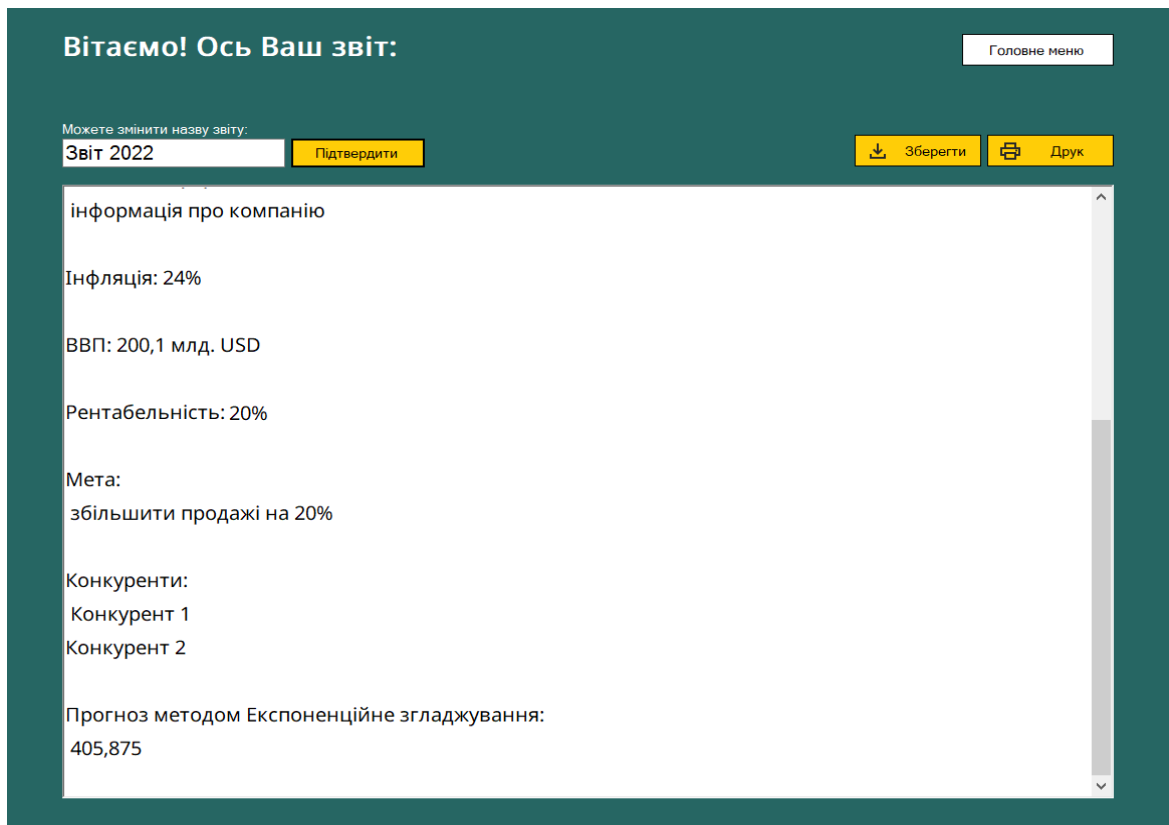 Вітаємо! Ось Ваш звіт:
Головне меню
Можете змінити назву звіту:
Звіт 2022
Підтвердити
Зберегти
Друк
інформація про компанію
Інфляція: 24%
ВВП: 200,1 млд. USD
Рентабельність: 20%
Мета:
збільшити продажі на 20%
Конкуренти:
Конкурент 1
Конкурент 2
Прогноз методом Експоненційне згладжування:
405,875